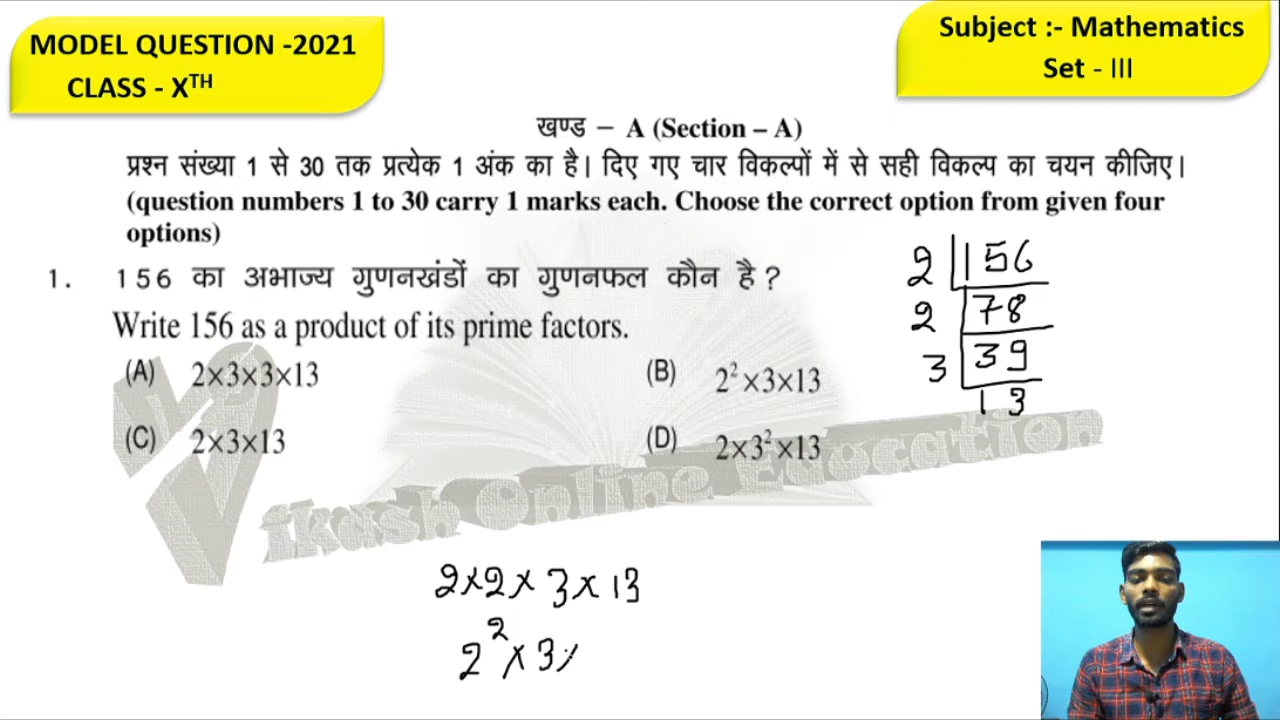 MODEL QUESTION -2021
CLASS - XTH
Subject :- Mathematics
Set - III
खण्ड – A (Section – A)
प्रश्न संख्या 1 से 30 तक प्रत्येक 1 अंक का है। दिए गए चार विकल्पों में से सही विकल्प का चयन कीजिए।
(question numbers 1 to 30 carry 1 marks each. Choose the correct option from given four
options)
1. 156 का अभाज्य गुणनखंडों का गुणनफल कौन है?
Write 156 as a product of its prime factors.
(A) 2×3×3×13
(B) 2²×3×13
(C) 2×3×13
(D) 2×3²×13
2 156
2 78
3 39
13
Vikash Online Education
2×2×3×13
2²×3×